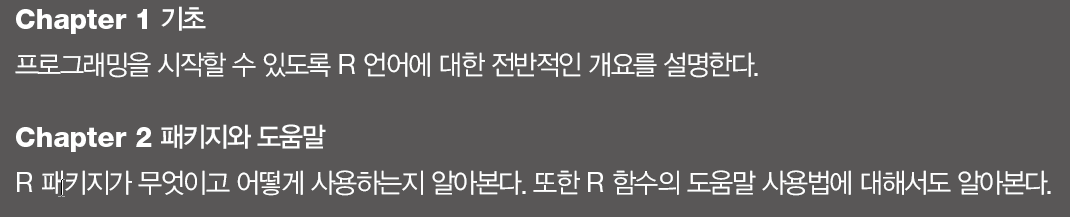 Chapter 1 기초
프로그래밍을 시작할 수 있도록 R 언어에 대한 전반적인 개요를 설명한다.
Chapter 2 패키지와 도움말
R 패키지가 무엇이고 어떻게 사용하는지 알아본다. 또한 R 함수의 도움말 사용법에 대해서도 알아본다.